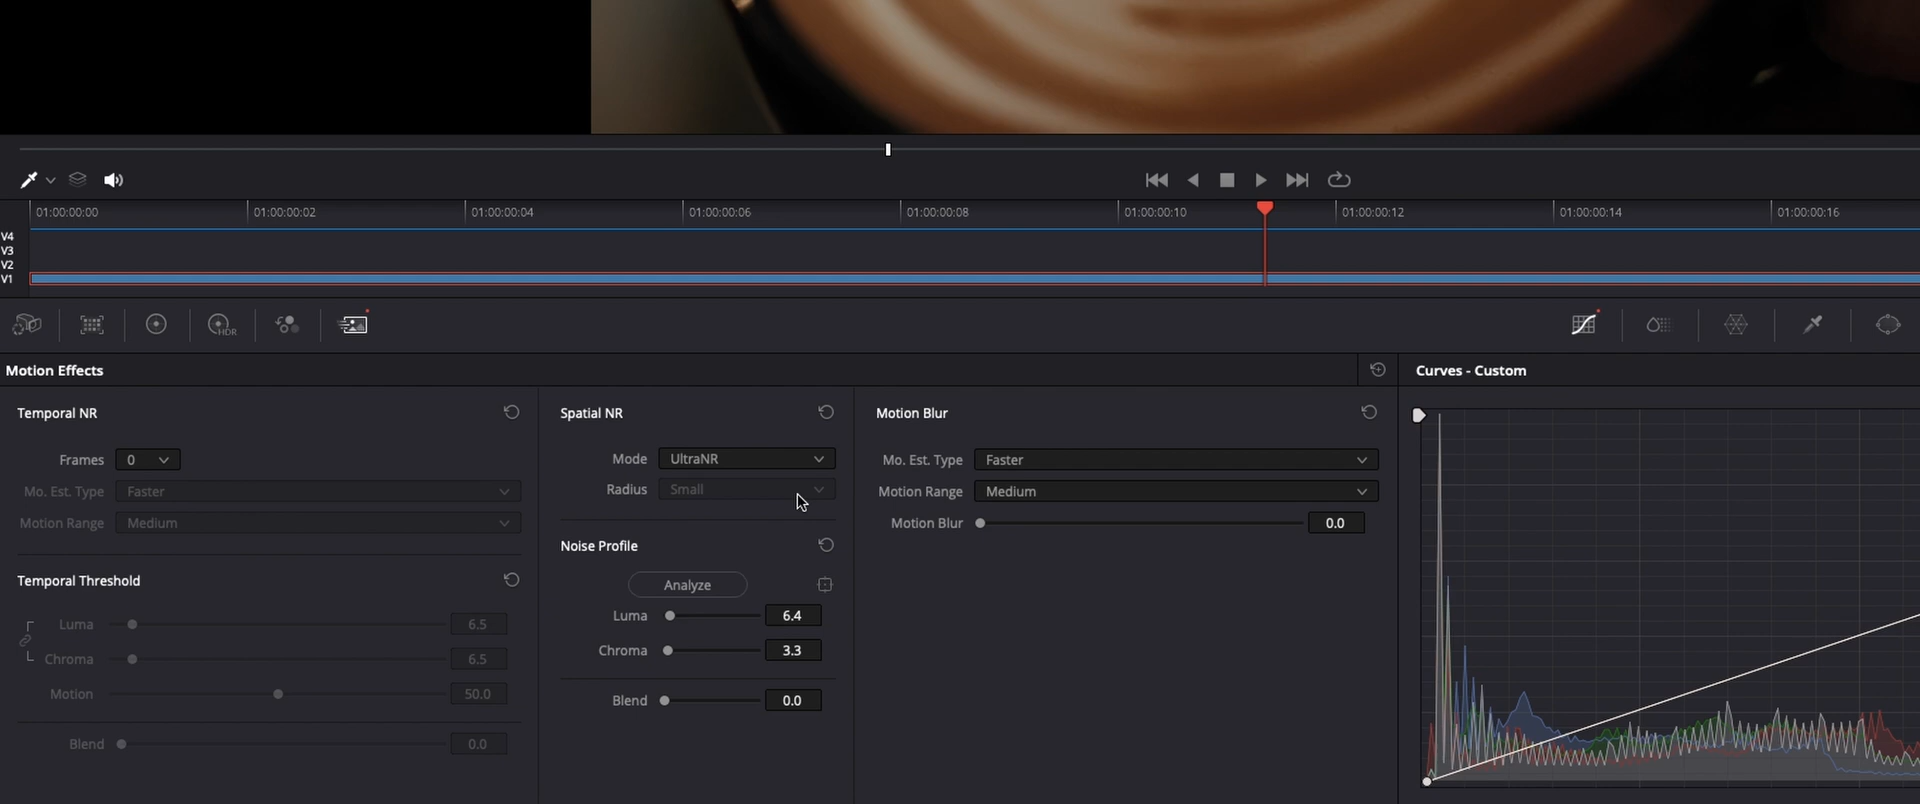 01:00:00:00 01:00:00:02 01:00:00:04 01:00:00:06 01:00:00:08 01:00:00:10 01:00:00:12 01:00:00:14 01:00:00:16
V4
V3
V2
V1
HDR
Motion Effects
Temporal NR
Frames 0
Mo. Est. Type Faster
Motion Range Medium
Temporal Threshold
Luma 6.5
Chroma 6.5
Motion 50.0
Blend 0.0
Spatial NR
Mode UltraNR
Radius Small
Noise Profile
Analyze
Luma 6.4
Chroma 3.3
Blend 0.0
Motion Blur
Mo. Est. Type Faster
Motion Range Medium
Motion Blur 0.0
Curves - Custom